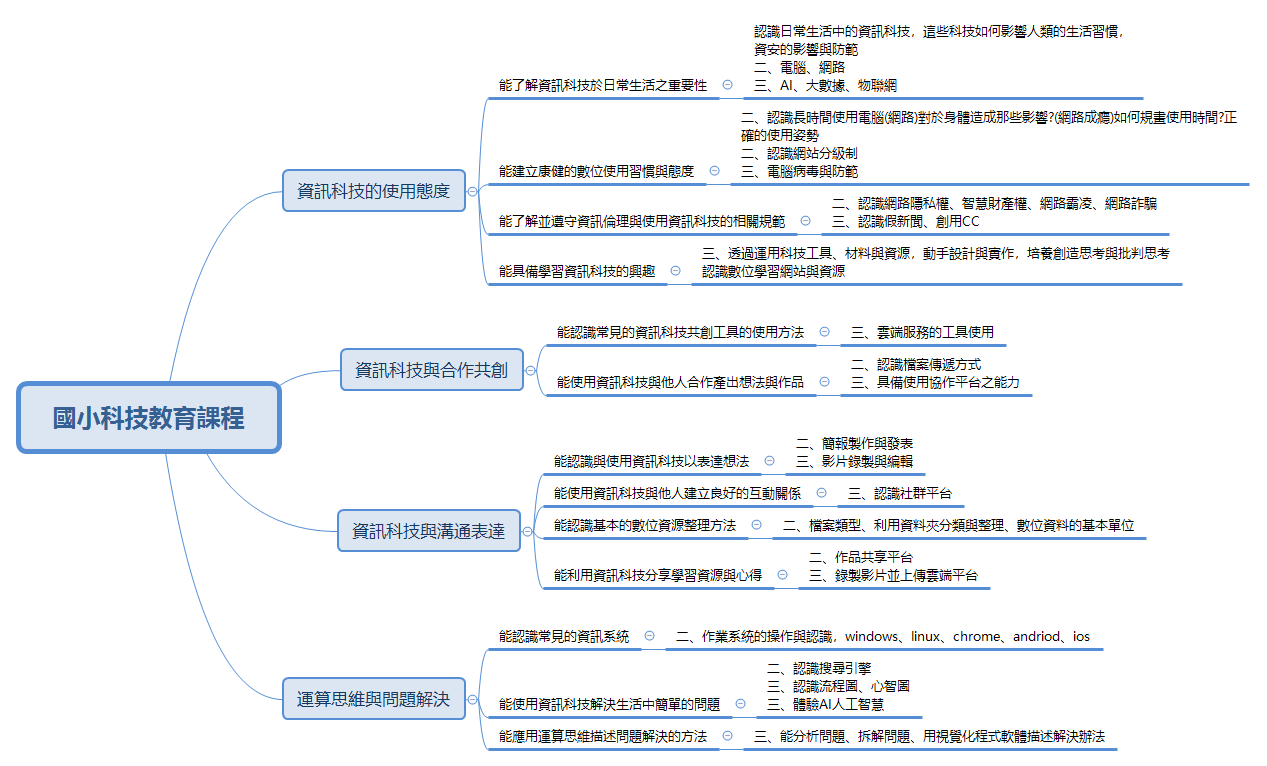 國小科技教育課程
資訊科技的使用態度
能了解資訊科技於日常生活之重要性
認識日常生活中的資訊科技，這些科技如何影響人類的生活習慣，
資安的影響與防範
二、電腦、網路
三、AI、大數據、物聯網
能建立康健的數位使用習慣與態度
二、認識長時間使用電腦(網路)對於身體造成那些影響?(網路成癮)如何規畫使用時間?正
確的使用姿勢
二、認識網站分級制
三、電腦病毒與防範
能了解並遵守資訊倫理與使用資訊科技的相關規範
二、認識網路隱私權、智慧財產權、網路霸凌、網路詐騙
三、認識假新聞、創用CC
能具備學習資訊科技的興趣
三、透過運用科技工具、材料與資源，動手設計與實作，培養創造思考與批判思考
認識數位學習網站與資源
資訊科技與合作共創
能認識常見的資訊科技共創工具的使用方法
三、雲端服務的工具使用
能使用資訊科技與他人合作產出想法與作品
二、認識檔案傳遞方式
三、具備使用協作平台之能力
資訊科技與溝通表達
能認識與使用資訊科技以表達想法
二、簡報製作與發表
三、影片錄製與編輯
能使用資訊科技與他人建立良好的互動關係
三、認識社群平台
能認識基本的數位資源整理方法
二、檔案類型、利用資料夾分類與整理、數位資料的基本單位
能利用資訊科技分享學習資源與心得
二、作品共享平台
三、錄製影片並上傳雲端平台
運算思維與問題解決
能認識常見的資訊系統
二、作業系統的操作與認識，windows、linux、chrome、andriod、ios
能使用資訊科技解決生活中簡單的問題
二、認識搜尋引擎
三、認識流程圖、心智圖
三、體驗AI人工智慧
能應用運算思維描述問題解決的方法
三、能分析問題、拆解問題、用視覺化程式軟體描述解決辦法